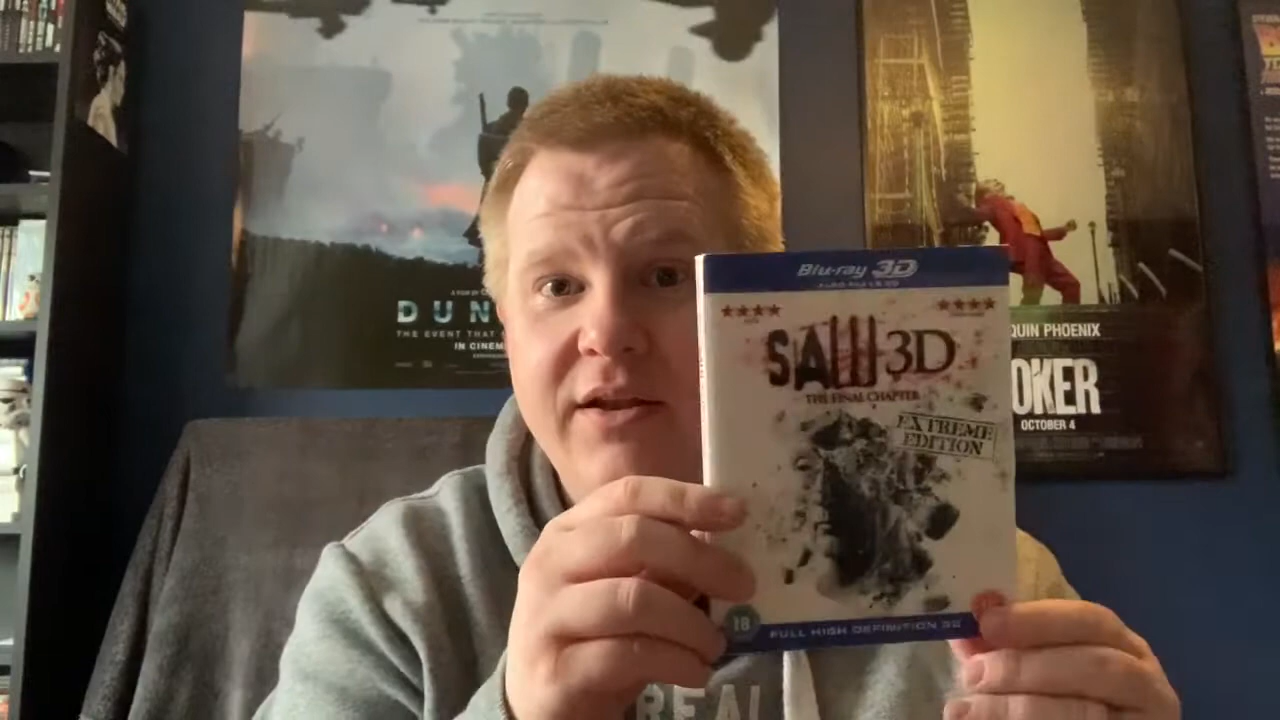 DUN
THE EVENT THAT
IN CINEM
Blu-ray 3D
SAW 3D
THE FINAL CHAPTER
EXTREME
EDITION
18
FULL HIGH DEFINITION 3D
QUIN PHOENIX
OKER
OCTOBER 4
REAL